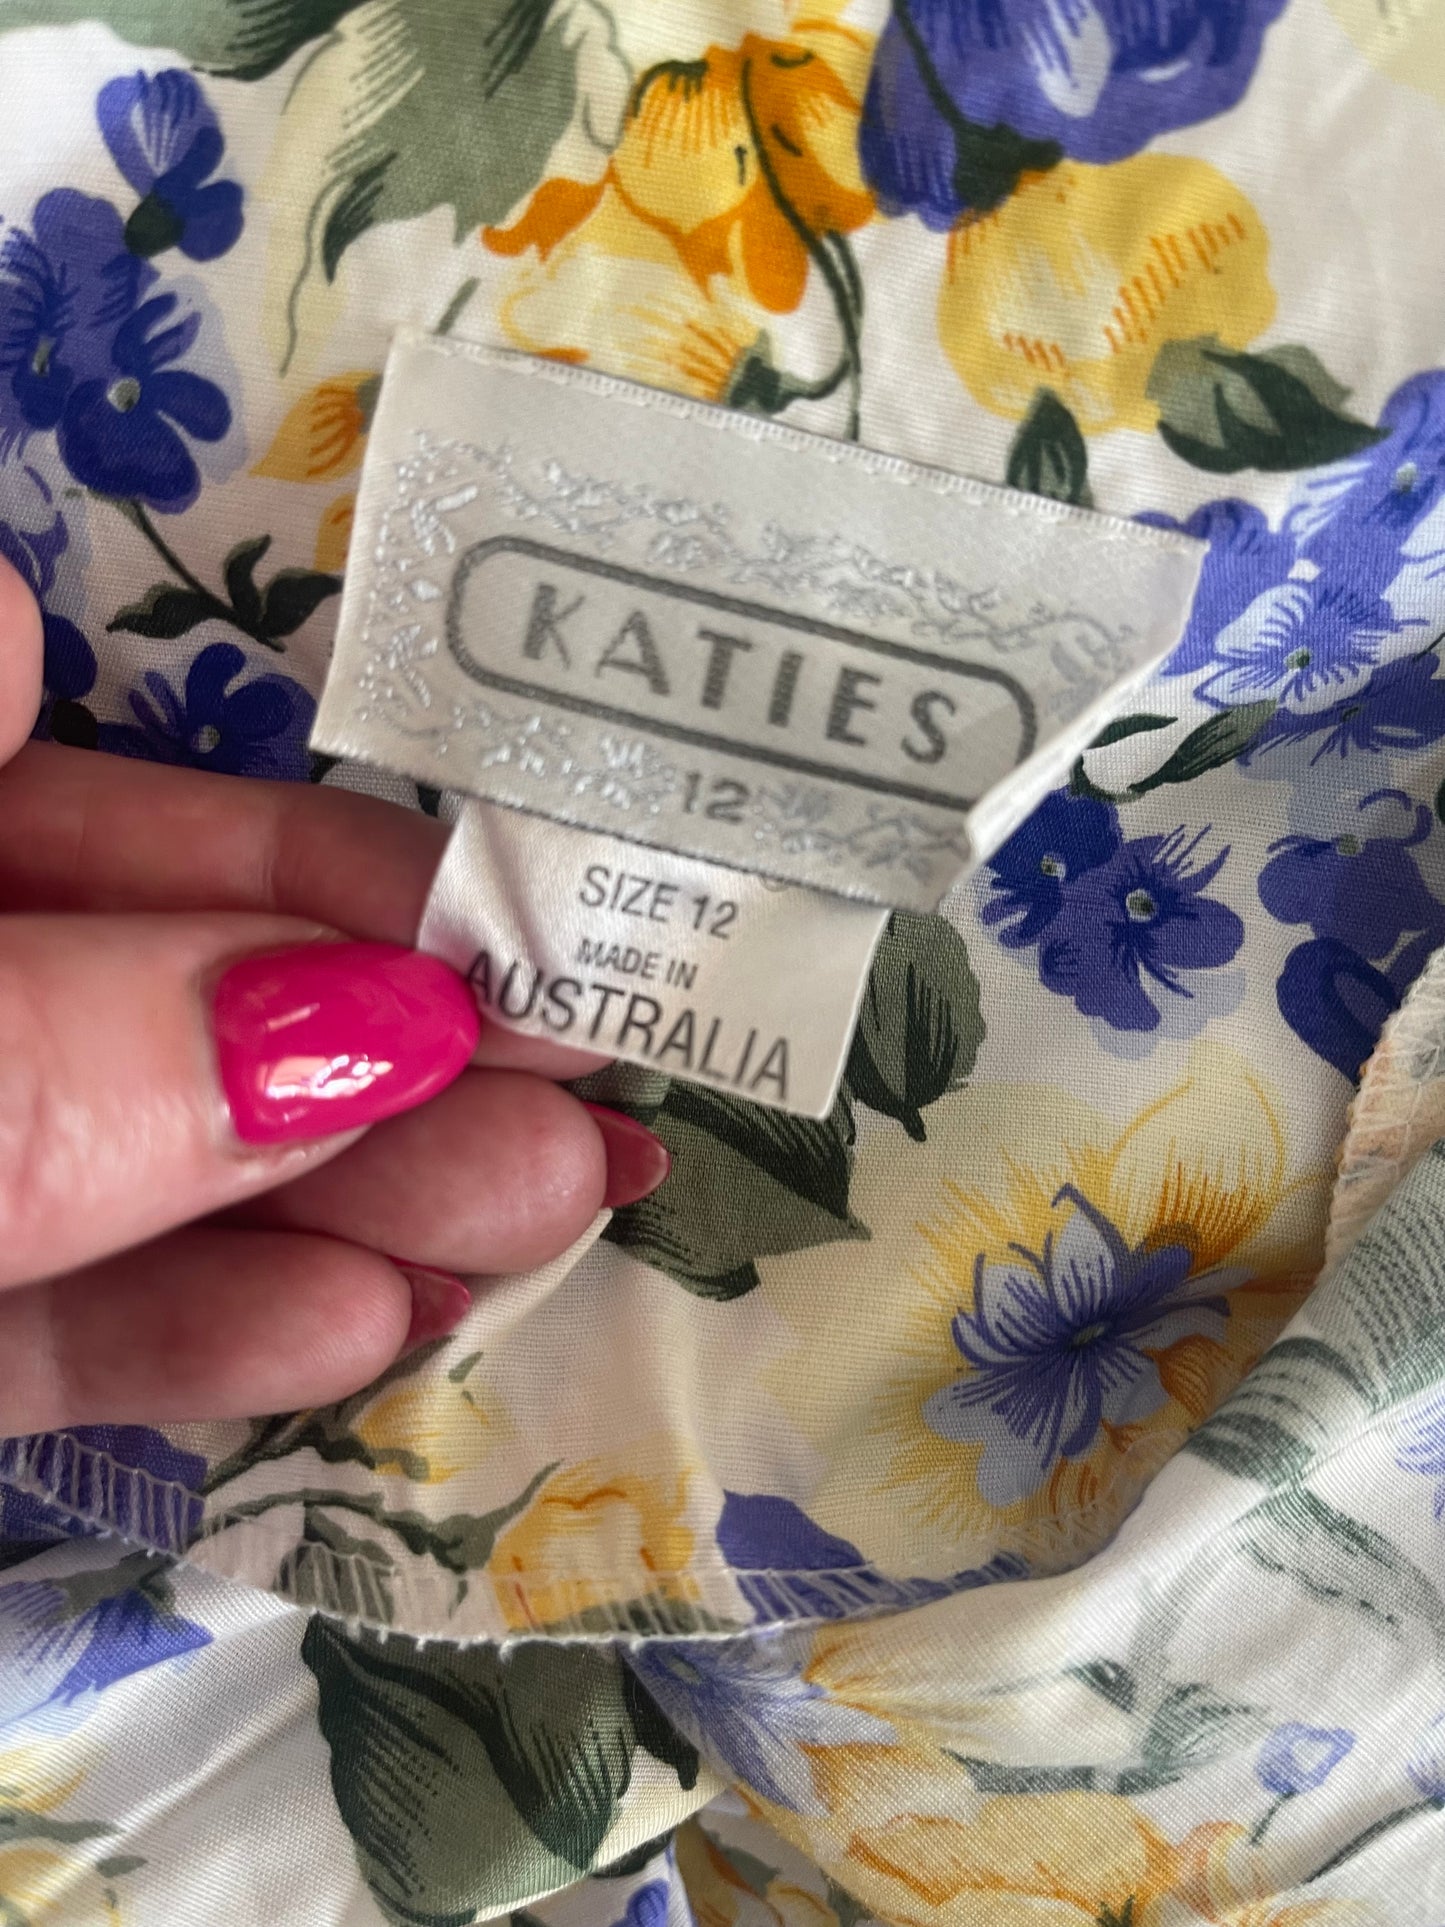 KATIES
12
SIZE 12
MADE IN
AUSTRALIA